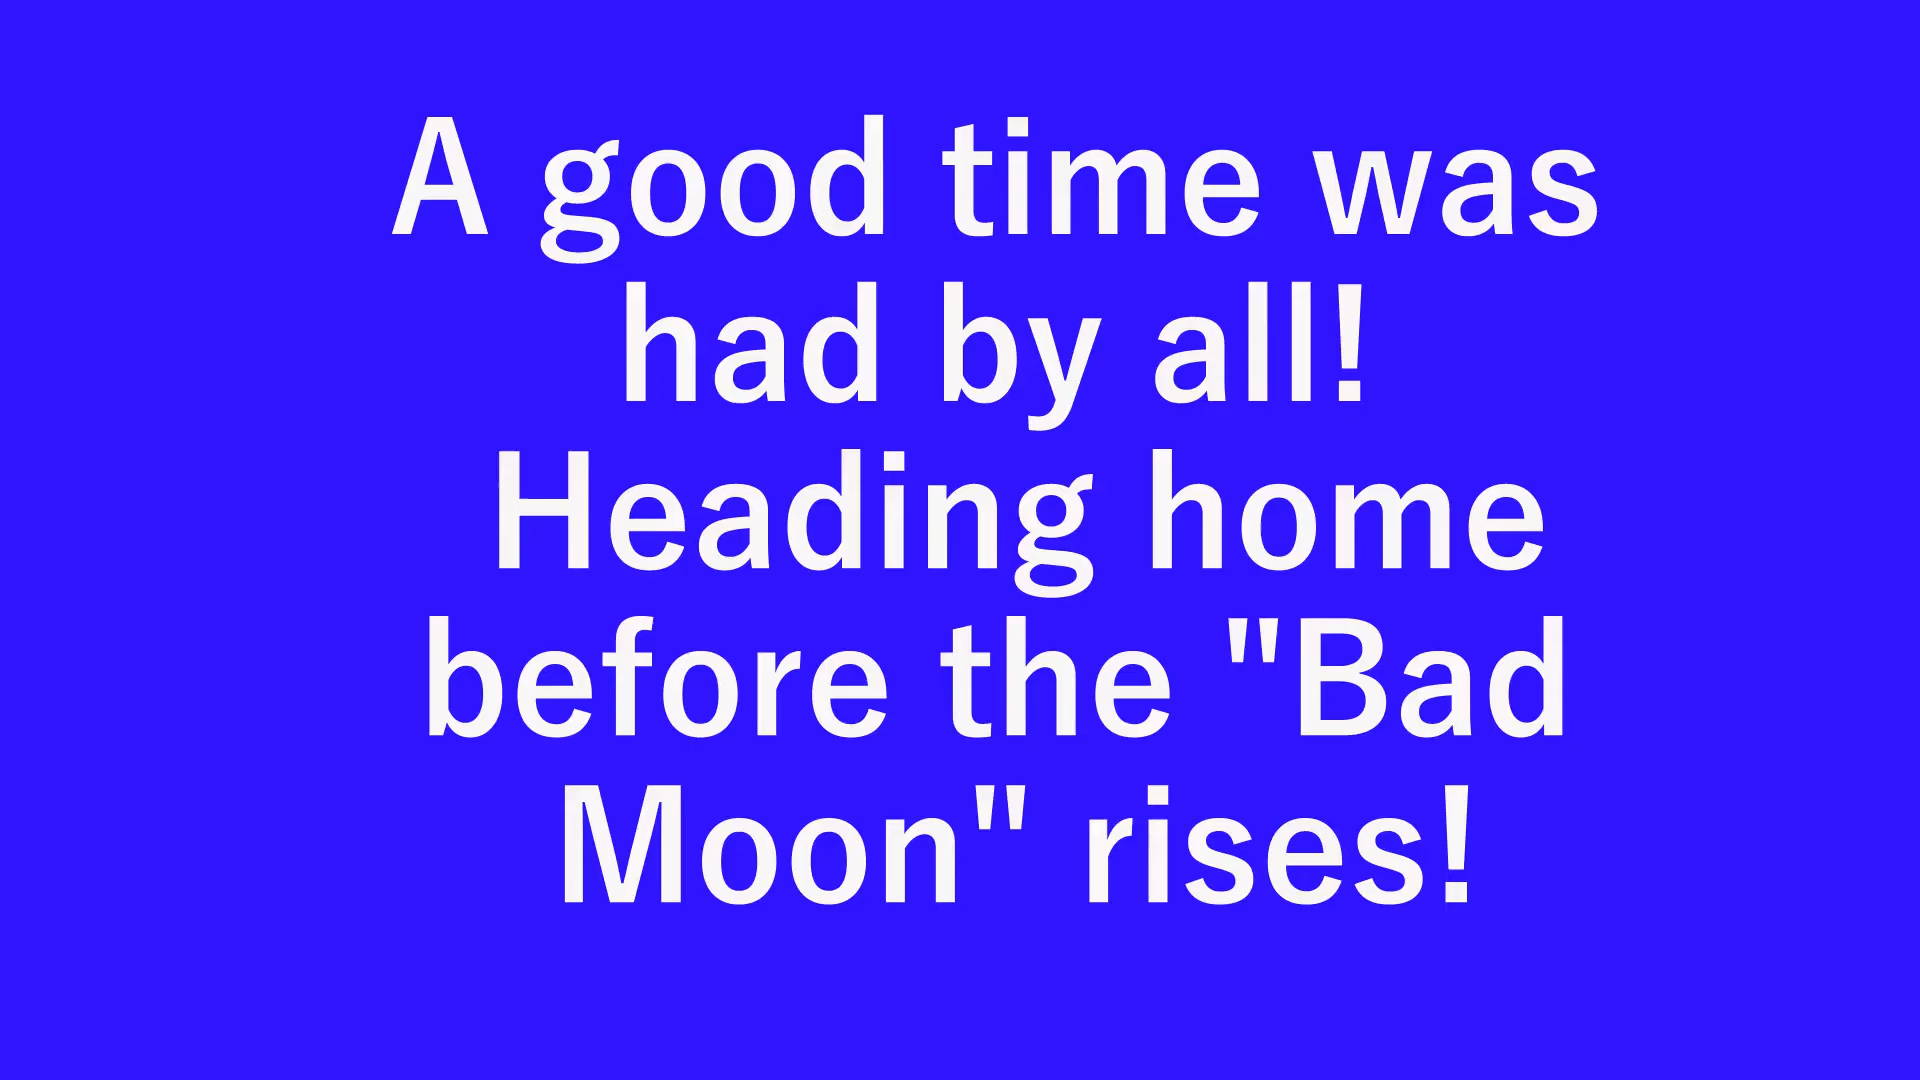 A good time was
had by all!
Heading home
before the "Bad
Moon" rises!